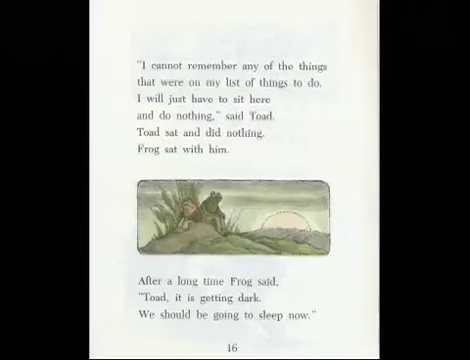 "I cannot remember any of the things
that were on my list of things to do.
I will just have to sit here
and do nothing," said Toad.
Toad sat and did nothing.
Frog sat with him.
After a long time Frog said,
"Toad, it is getting dark.
We should be going to sleep now."
16